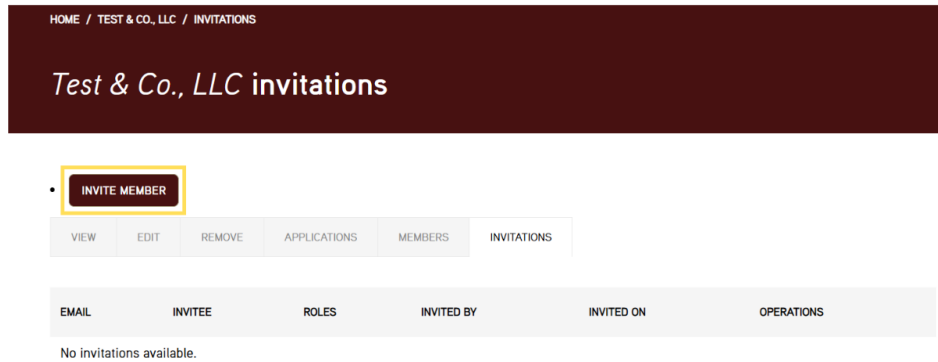 HOME / TEST & CO., LLC / INVITATIONS
Test & Co., LLC invitations
INVITE MEMBER
VIEW EDIT REMOVE APPLICATIONS MEMBERS INVITATIONS
EMAIL INVITEE ROLES INVITED BY INVITED ON OPERATIONS
No invitations available.